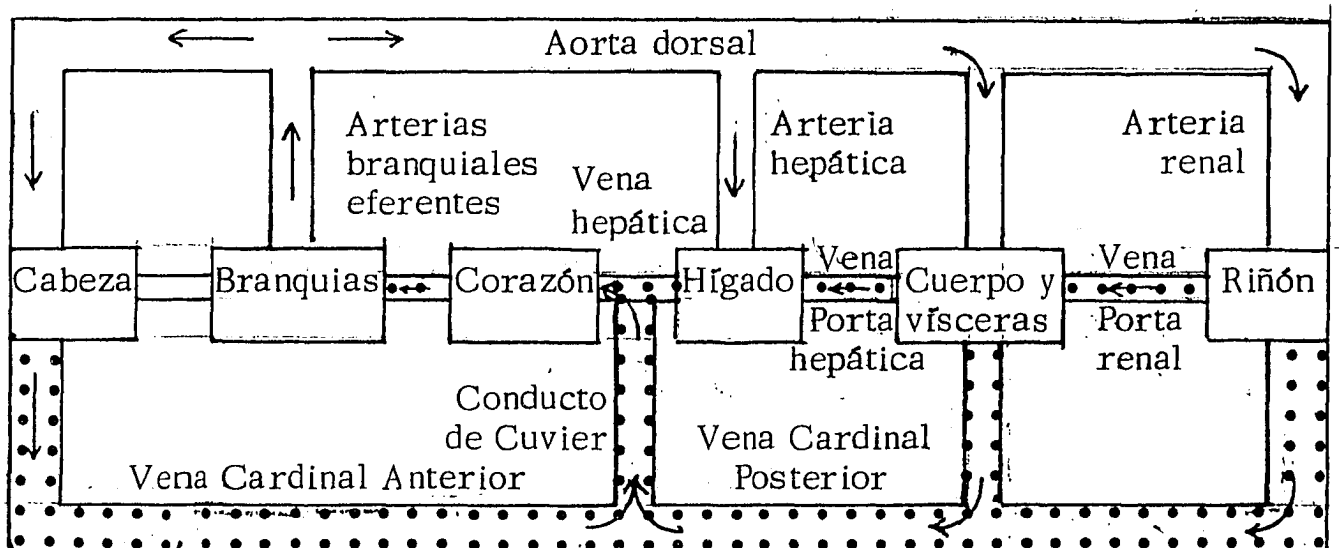 Aorta dorsal
Arterias
branquiales
eferentes
Vena
hepática
Arteria
hepática
Arteria
renal
Cabeza
Branquias
Corazón
Hígado
Vena
Porta
hepática
Cuerpo y
vísceras
Vena
Porta
renal
Riñón
Conducto
de Cuvier
Vena Cardinal Anterior
Vena Cardinal
Posterior